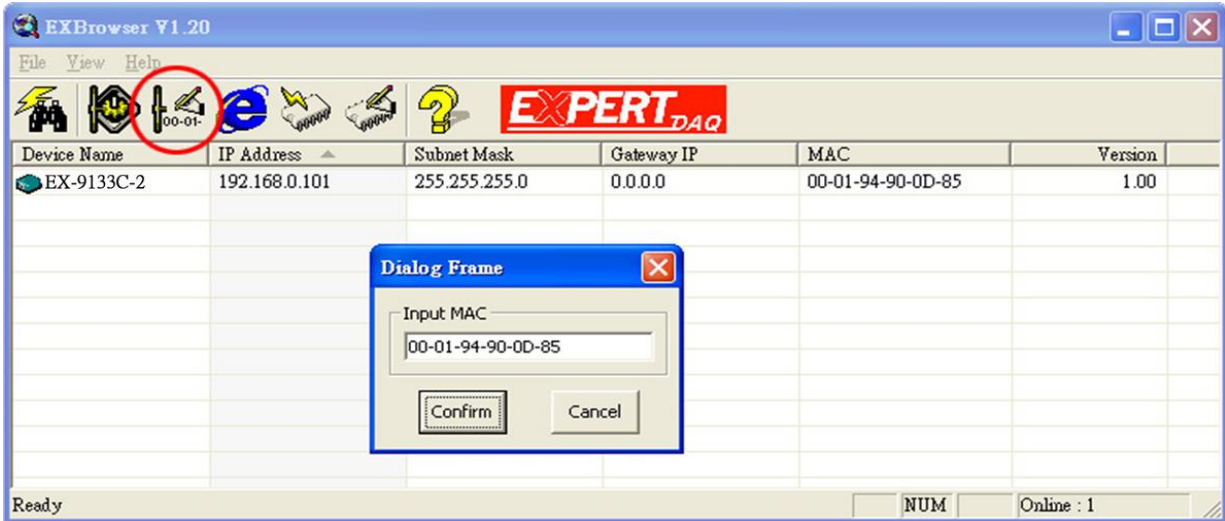 EXBrowser V1.20
File View Help
00-01-
EXPERT DAQ
Device Name IP Address Subnet Mask Gateway IP MAC Version
EX-9133C-2 192.168.0.101 255.255.255.0 0.0.0.0 00-01-94-90-0D-85 1.00
Dialog Frame
Input MAC
00-01-94-90-0D-85
Confirm Cancel
Ready NUM Online : 1